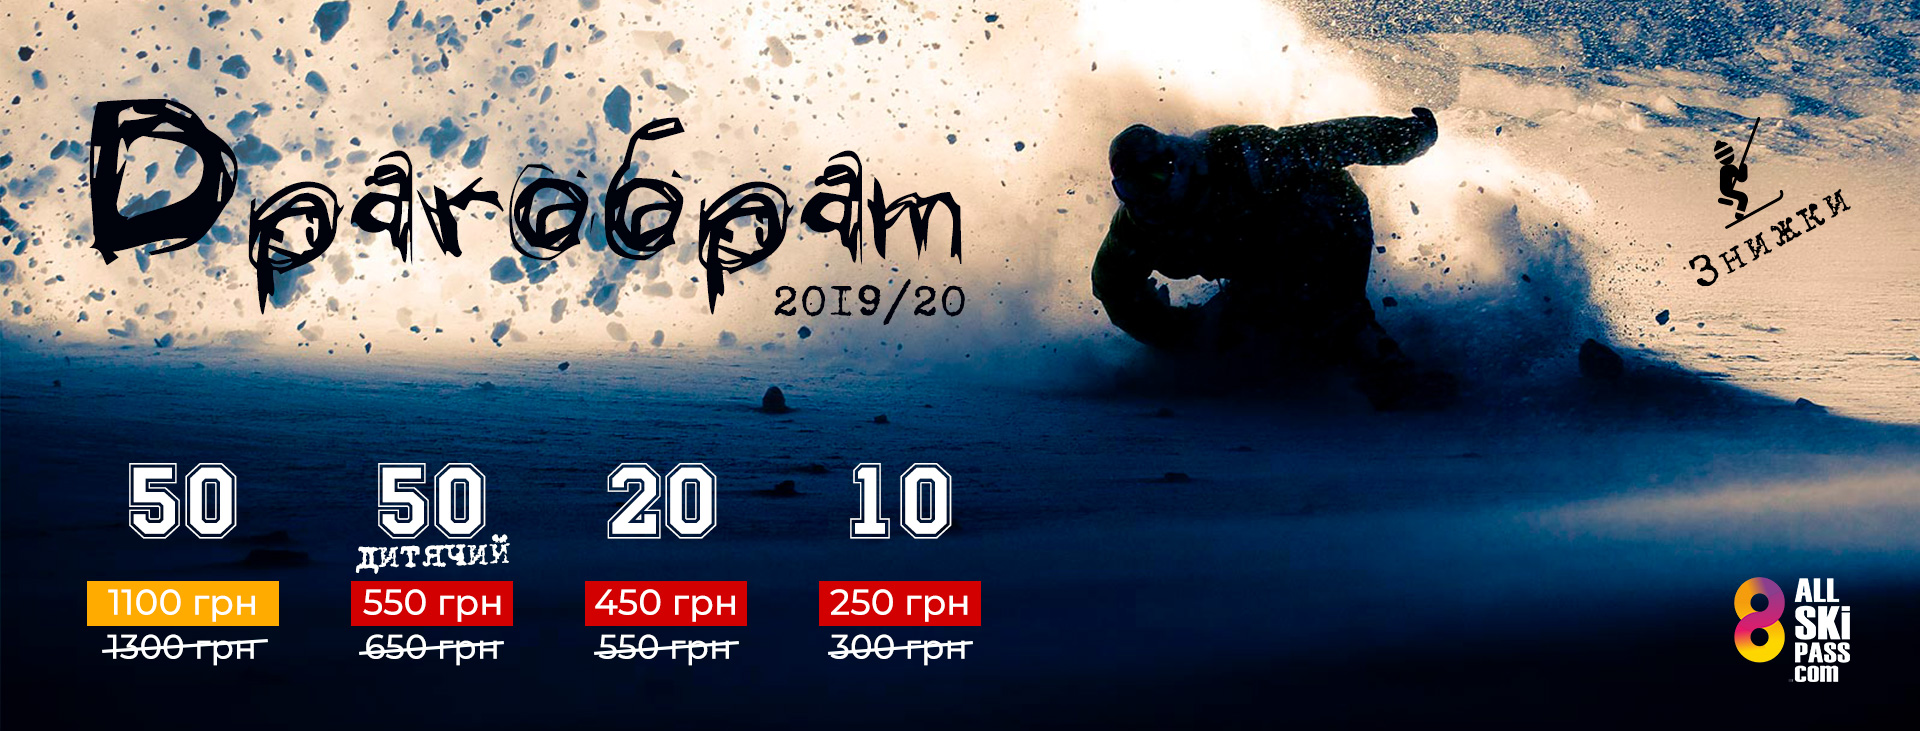 Драгобрат
2019/20
Знижки
50
1100 грн
1300 грн
50
дитячий
550 грн
650 грн
20
450 грн
550 грн
10
250 грн
300 грн
8
ALL
SKi
PASS
com